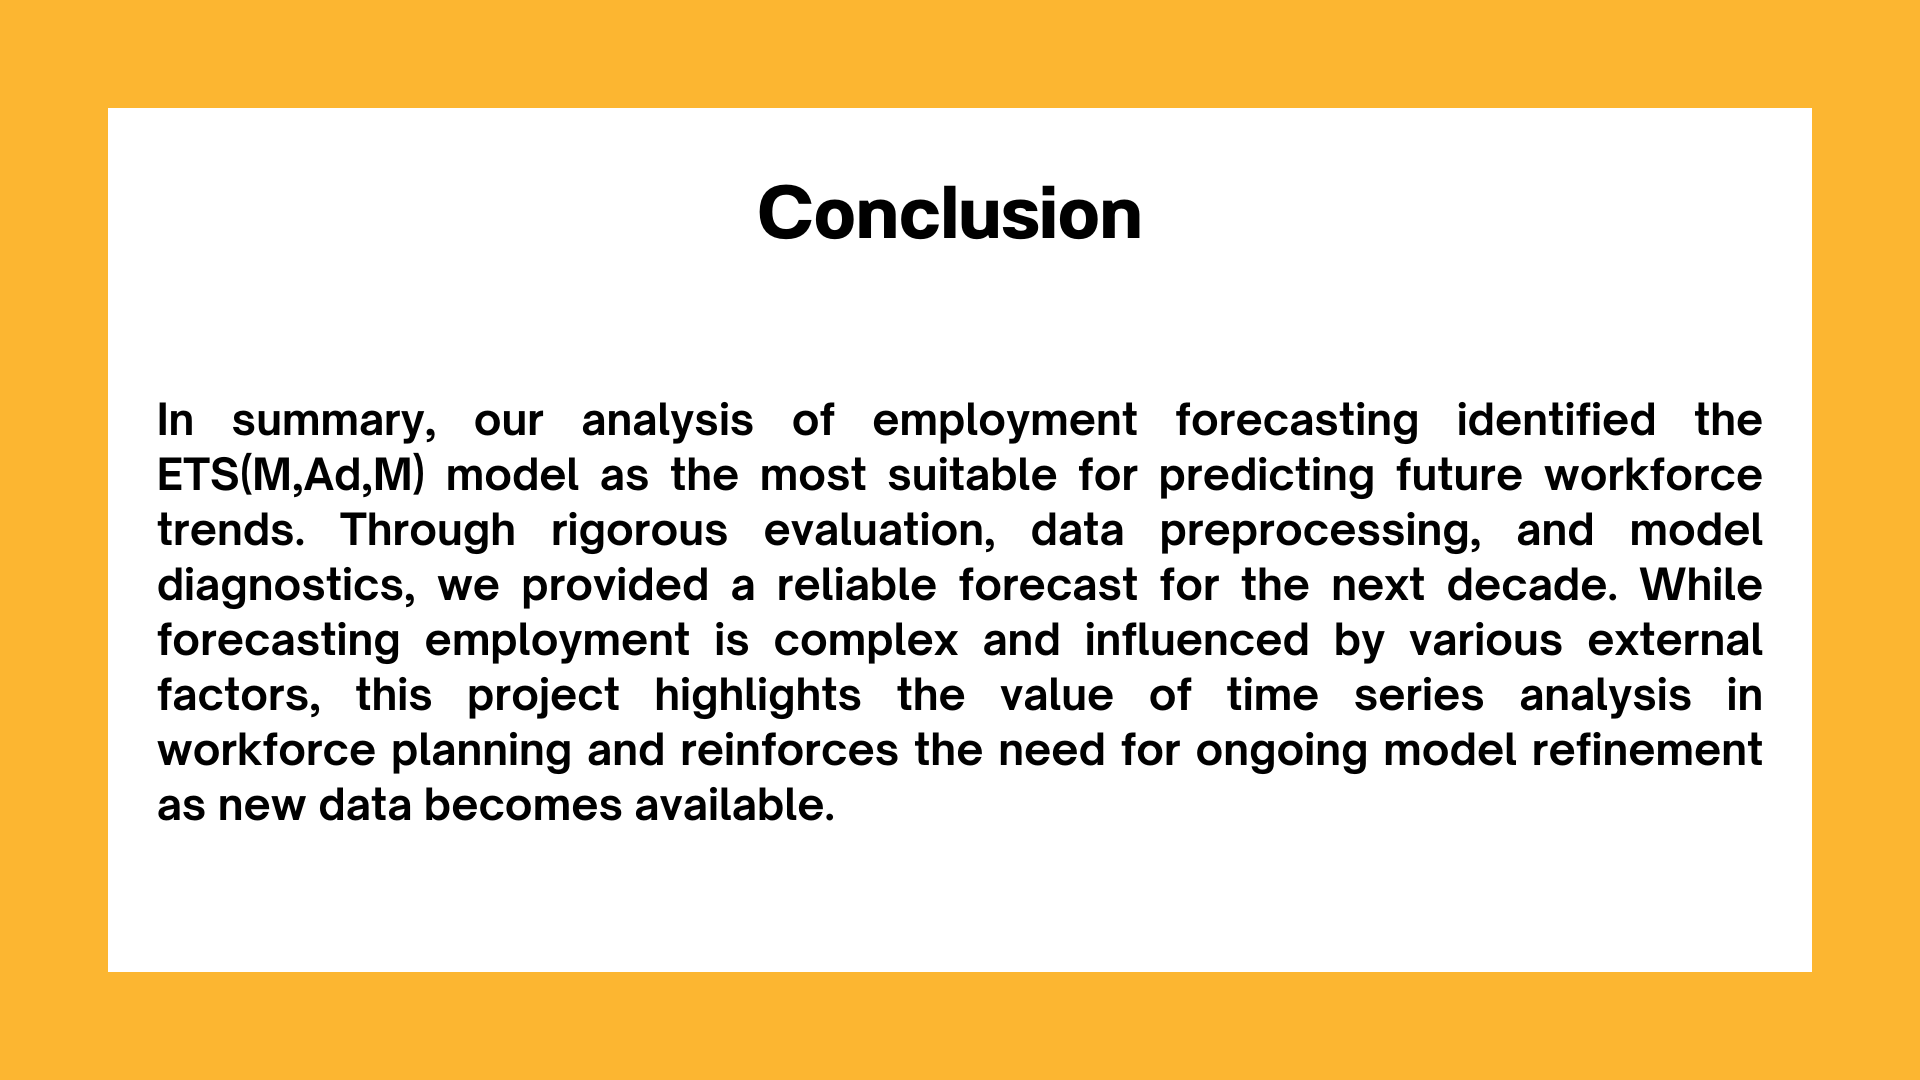 Conclusion
In summary, our analysis of employment forecasting identified the
ETS(M,Ad,M) model as the most suitable for predicting future workforce
trends. Through rigorous evaluation, data preprocessing, and model
diagnostics, we provided a reliable forecast for the next decade. While
forecasting employment is complex and influenced by various external
factors, this project highlights the value of time series analysis in
workforce planning and reinforces the need for ongoing model refinement
as new data becomes available.